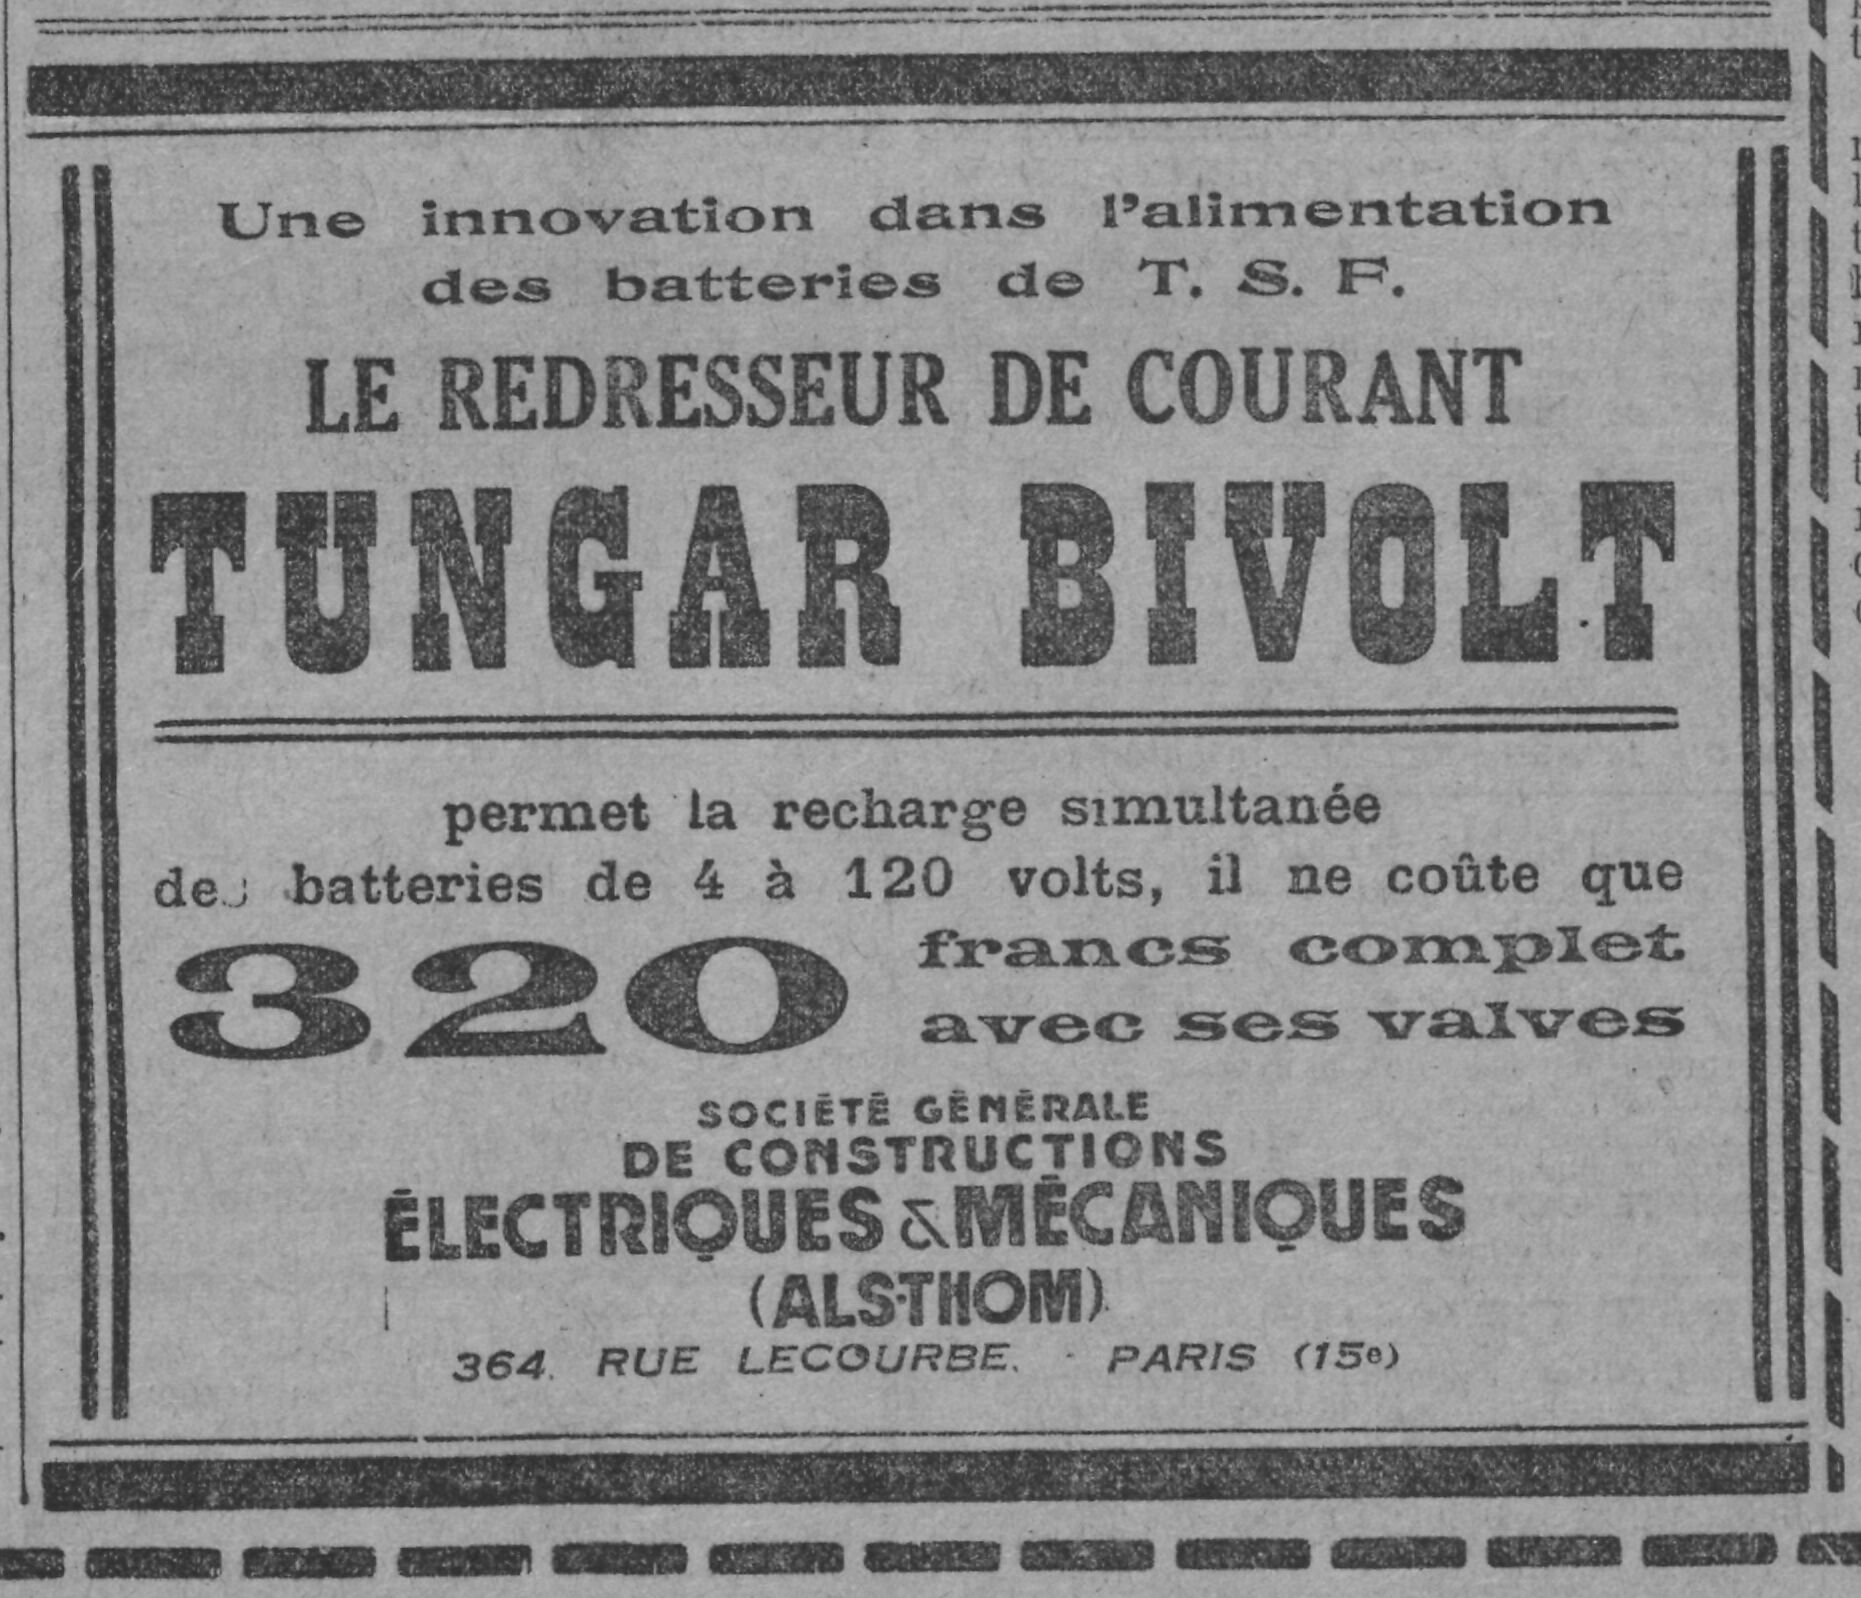 Une innovation dans l'alimentation
des batteries de T. S. F.
LE REDRESSEUR DE COURANT
TUNGAR BIVOLT
permet la recharge simultanée
des batteries de 4 à 120 volts, il ne coûte que
320 francs complet
avec ses valves
SOCIÉTÉ GÉNÉRALE
DE CONSTRUCTIONS
ÉLECTRIQUES & MÉCANIQUES
(ALS-THOM)
364, RUE LECOURBE. - PARIS (15e)